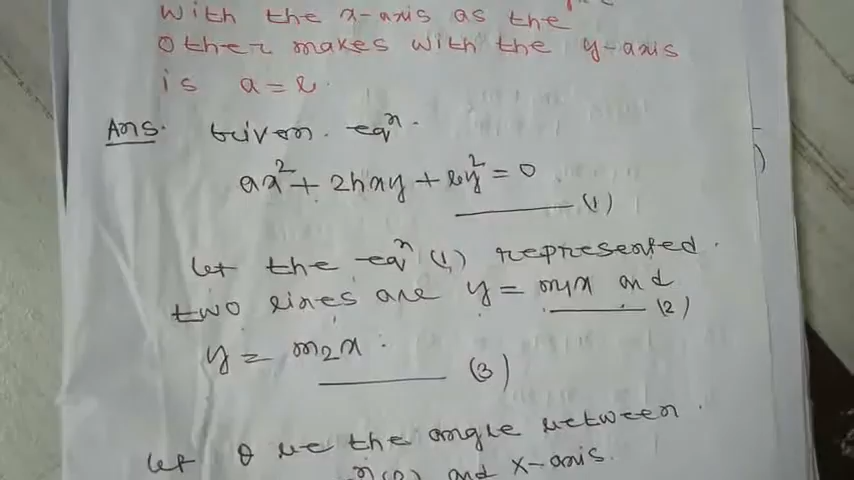 with the x-axis as the
other makes with the y-axis
is a = b.
Ans. Given. eqⁿ.
ax² + 2hxy + by² = 0
(1)
let the eqⁿ (1) represented.
two lines are y = m₁x and
(2)
y = m₂x.
(3)
let θ be the angle between.
eqⁿ(2) and x-axis.